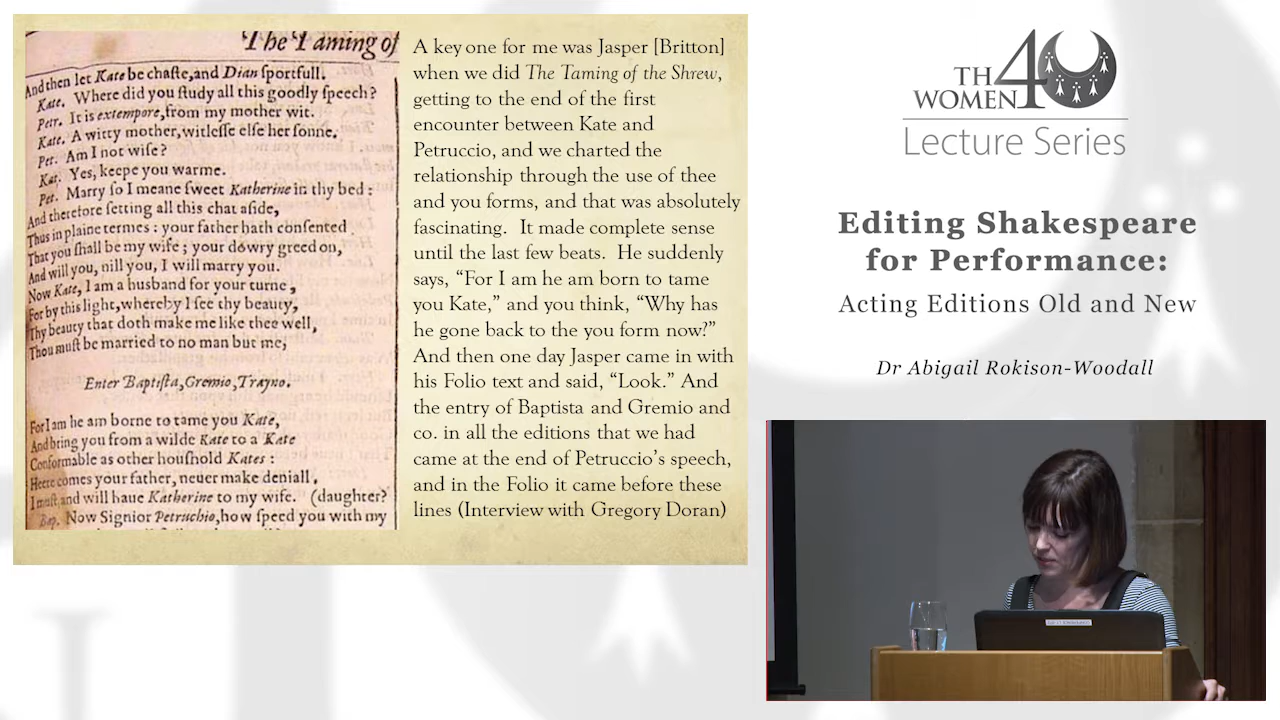 The Taming of
And then let Kate be chaste, and Dian sportfull.
Kate. Where did you study all this goodly speech?
Petr. It is extempore, from my mother wit.
Kate. A witty mother, witlesse else her sonne.
Pet. Am I not wise?
Kat. Yes, keepe you warme.
Pet. Marry so I meane sweet Katherine in thy bed:
And therefore setting all this chat aside,
Thus in plaine termes: your father hath consented
That you shall be my wife; your dowry greed on,
And will you, nill you, I will marry you.
Now Kate, I am a husband for your turne,
For by this light, whereby I see thy beauty,
Thy beauty that doth make me like thee well,
Thou must be married to no man but me,
Enter Baptista, Gremio, Trayno.
For I am he am borne to tame you Kate,
And bring you from a wilde Kate to a Kate
Conformable as other houshold Kates:
Heere comes your father, neuer make deniall,
I must and will haue Katherine to my wife. (daughter?
Bap. Now Signior Petruchio, how speed you with my
A key one for me was Jasper [Britton]
when we did The Taming of the Shrew,
getting to the end of the first
encounter between Kate and
Petruccio, and we charted the
relationship through the use of thee
and you forms, and that was absolutely
fascinating. It made complete sense
until the last few beats. He suddenly
says, “For I am he am born to tame
you Kate,” and you think, “Why has
he gone back to the you form now?”
And then one day Jasper came in with
his Folio text and said, “Look.” And
the entry of Baptista and Gremio and
co. in all the editions that we had
came at the end of Petruccio’s speech,
and in the Folio it came before these
lines (Interview with Gregory Doran)
TH 40
WOMEN
Lecture Series
Editing Shakespeare
for Performance:
Acting Editions Old and New
Dr Abigail Rokison-Woodall